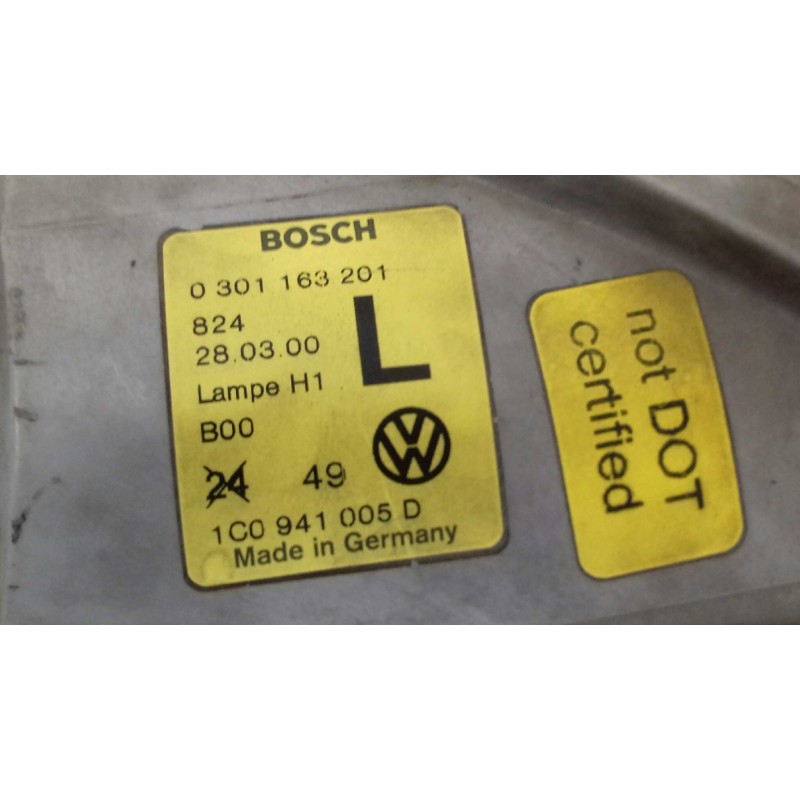 BOSCH
0 301 163 201
824
28.03.00
L
Lampe H1
B00
24 49
1C0 941 005 D
Made in Germany
not DOT
certified